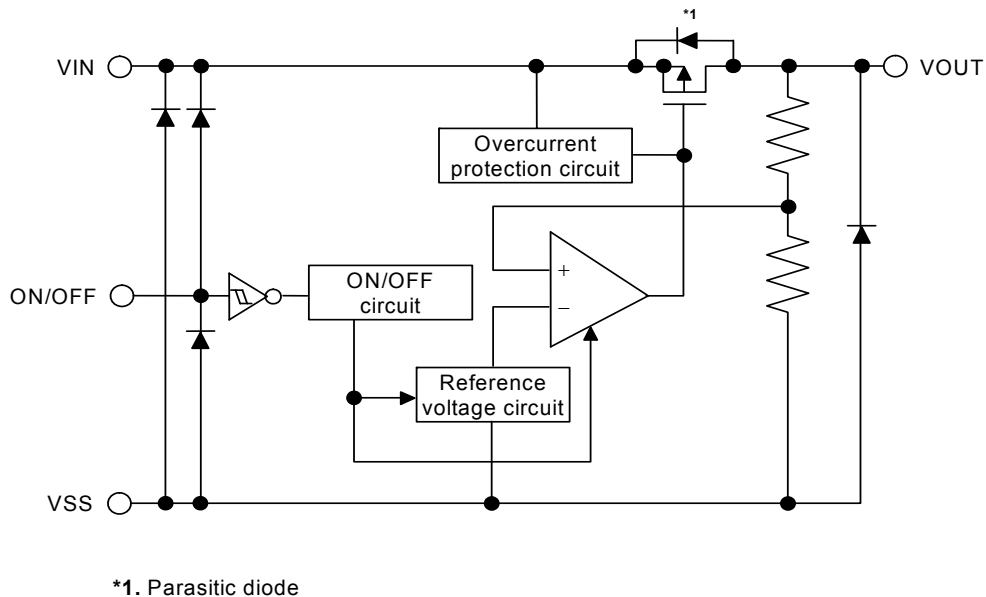 *1
VIN
VOUT
Overcurrent
protection circuit
+
−
ON/OFF
ON/OFF
circuit
Reference
voltage circuit
VSS
*1. Parasitic diode